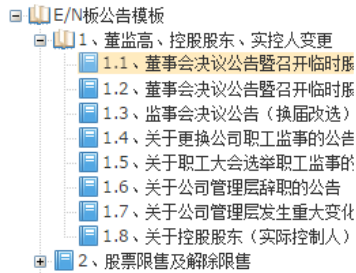 E/N板公告模板
1、董监高、控股股东、实控人变更
1.1、董事会决议公告暨召开临时股
1.2、董事会决议公告暨召开临时股
1.3、监事会决议公告（换届改选）
1.4、关于更换公司职工监事的公告
1.5、关于职工大会选举职工监事的
1.6、关于公司管理层辞职的公告
1.7、关于公司管理层发生重大变化
1.8、关于控股股东（实际控制人）
2、股票限售及解除限售